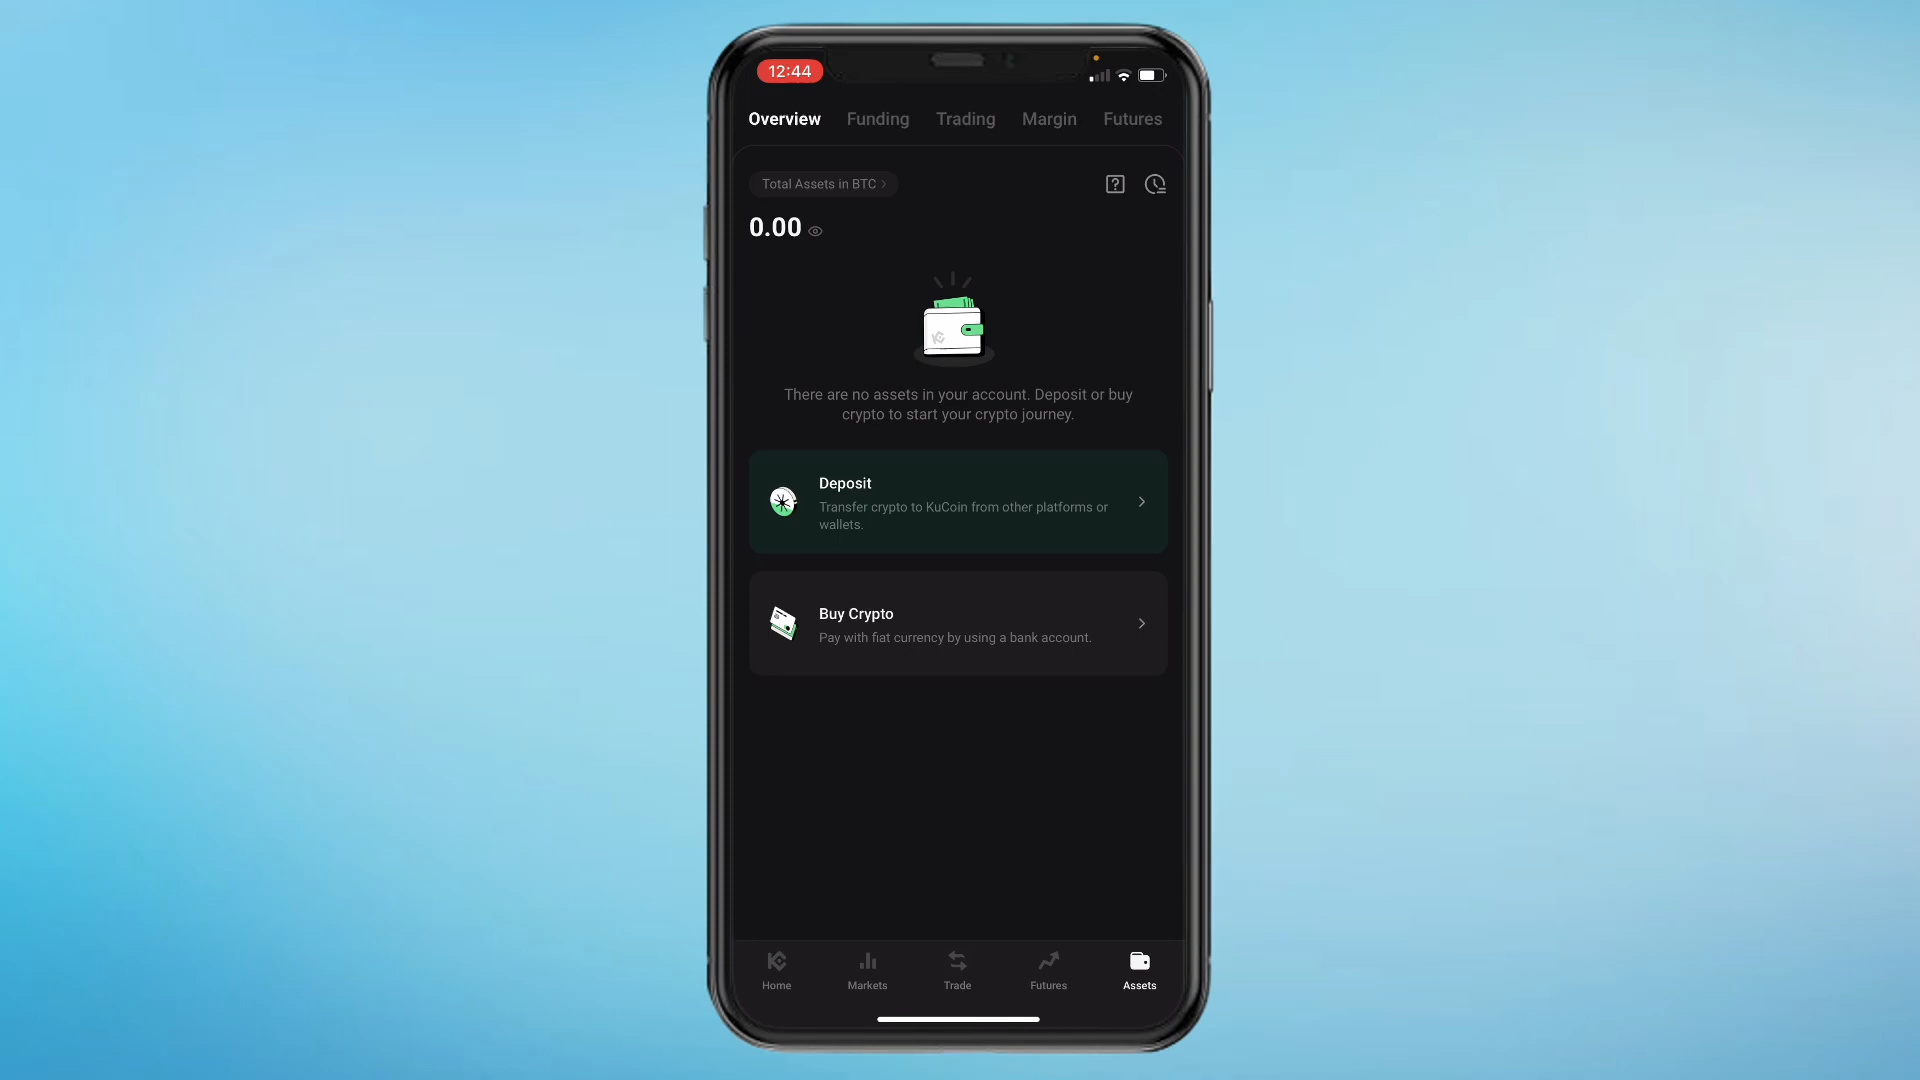 12:44
Overview Funding Trading Margin Futures
Total Assets in BTC
0.00
There are no assets in your account. Deposit or buy
crypto to start your crypto journey.
Deposit
Transfer crypto to KuCoin from other platforms or
wallets.
Buy Crypto
Pay with fiat currency by using a bank account.
Home Markets Trade Futures Assets